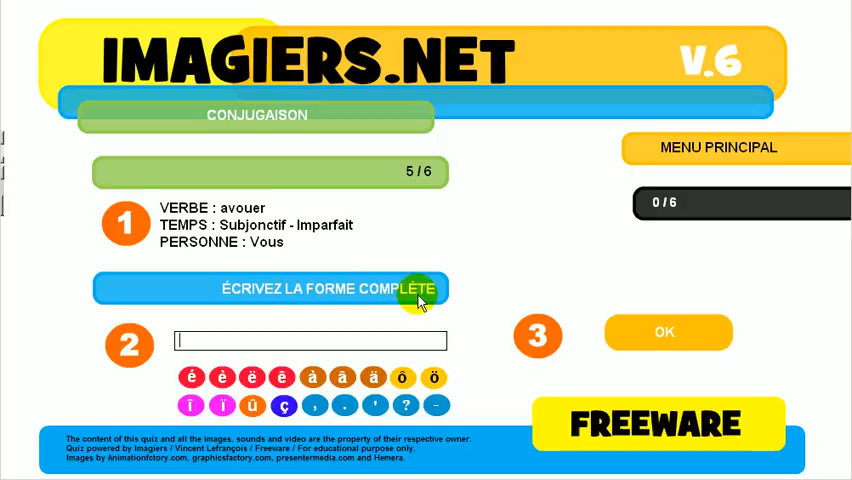 IMAGIERS.NET
V.6
CONJUGAISON
MENU PRINCIPAL
5 / 6
0 / 6
1
VERBE : avouer
TEMPS : Subjonctif - Imparfait
PERSONNE : Vous
ÉCRIVEZ LA FORME COMPLÈTE
2
3
OK
é è ë ê à â ä ô ö
î ï û ç , . ' ? -
FREEWARE
The content of this quiz and all the images, sounds and video are the property of their respective owner.
Quiz powered by Imagiers / Vincent Lefrançois / Freeware / For educational purpose only.
Images by Animationfctory.com, graphicsfactory.com, presentermedia.com and Hemera.